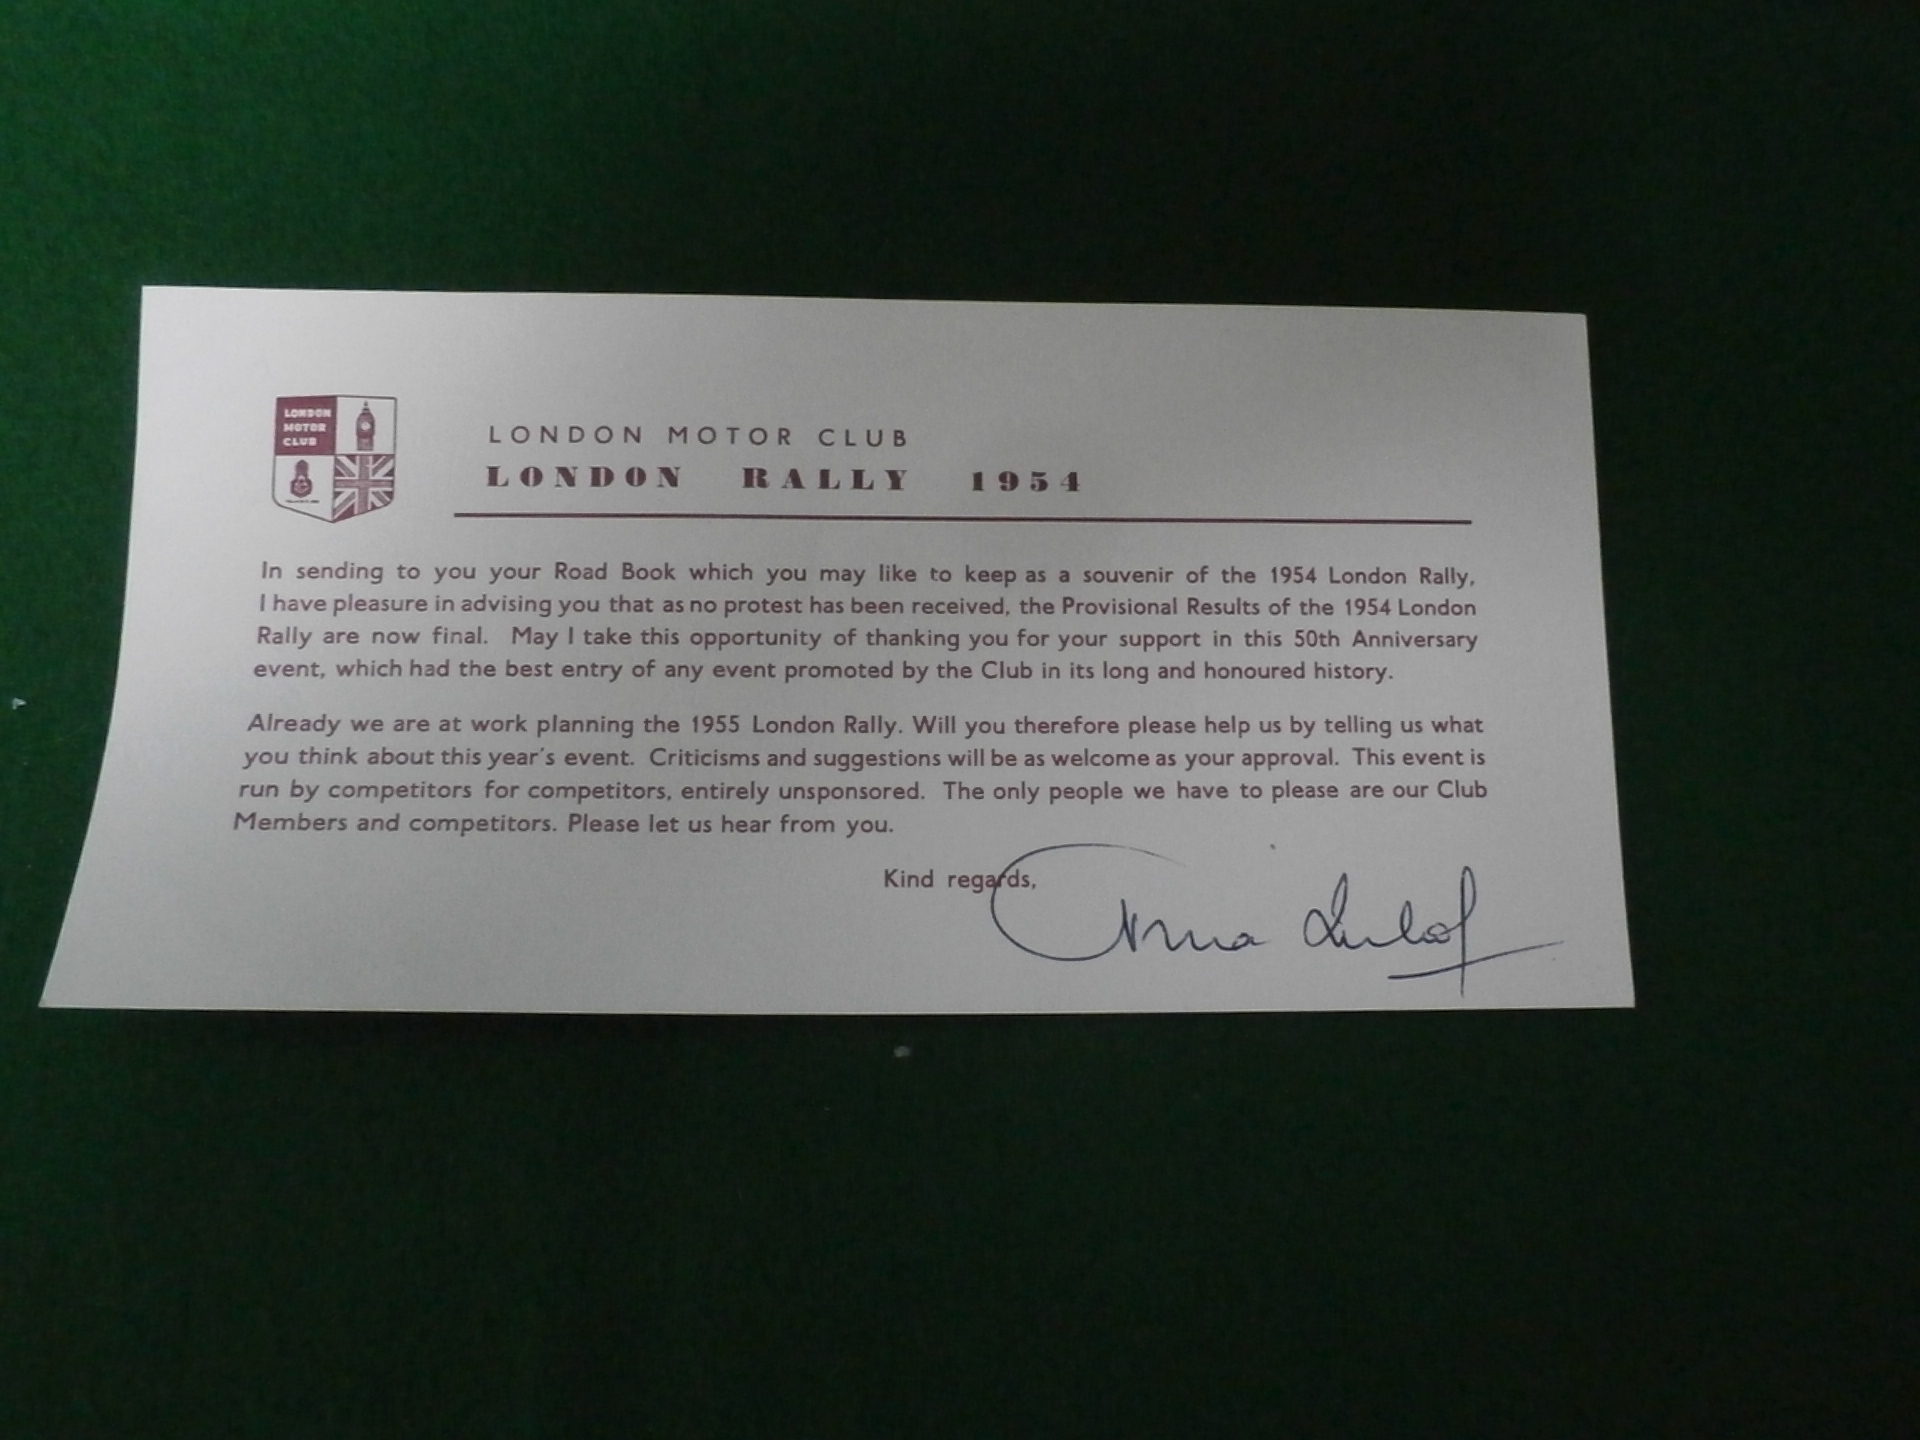 LONDON
MOTOR
CLUB
LONDON MOTOR CLUB
LONDON RALLY 1954
In sending to you your Road Book which you may like to keep as a souvenir of the 1954 London Rally,
I have pleasure in advising you that as no protest has been received, the Provisional Results of the 1954 London
Rally are now final. May I take this opportunity of thanking you for your support in this 50th Anniversary
event, which had the best entry of any event promoted by the Club in its long and honoured history.
Already we are at work planning the 1955 London Rally. Will you therefore please help us by telling us what
you think about this year's event. Criticisms and suggestions will be as welcome as your approval. This event is
run by competitors for competitors, entirely unsponsored. The only people we have to please are our Club
Members and competitors. Please let us hear from you.
Kind regards,